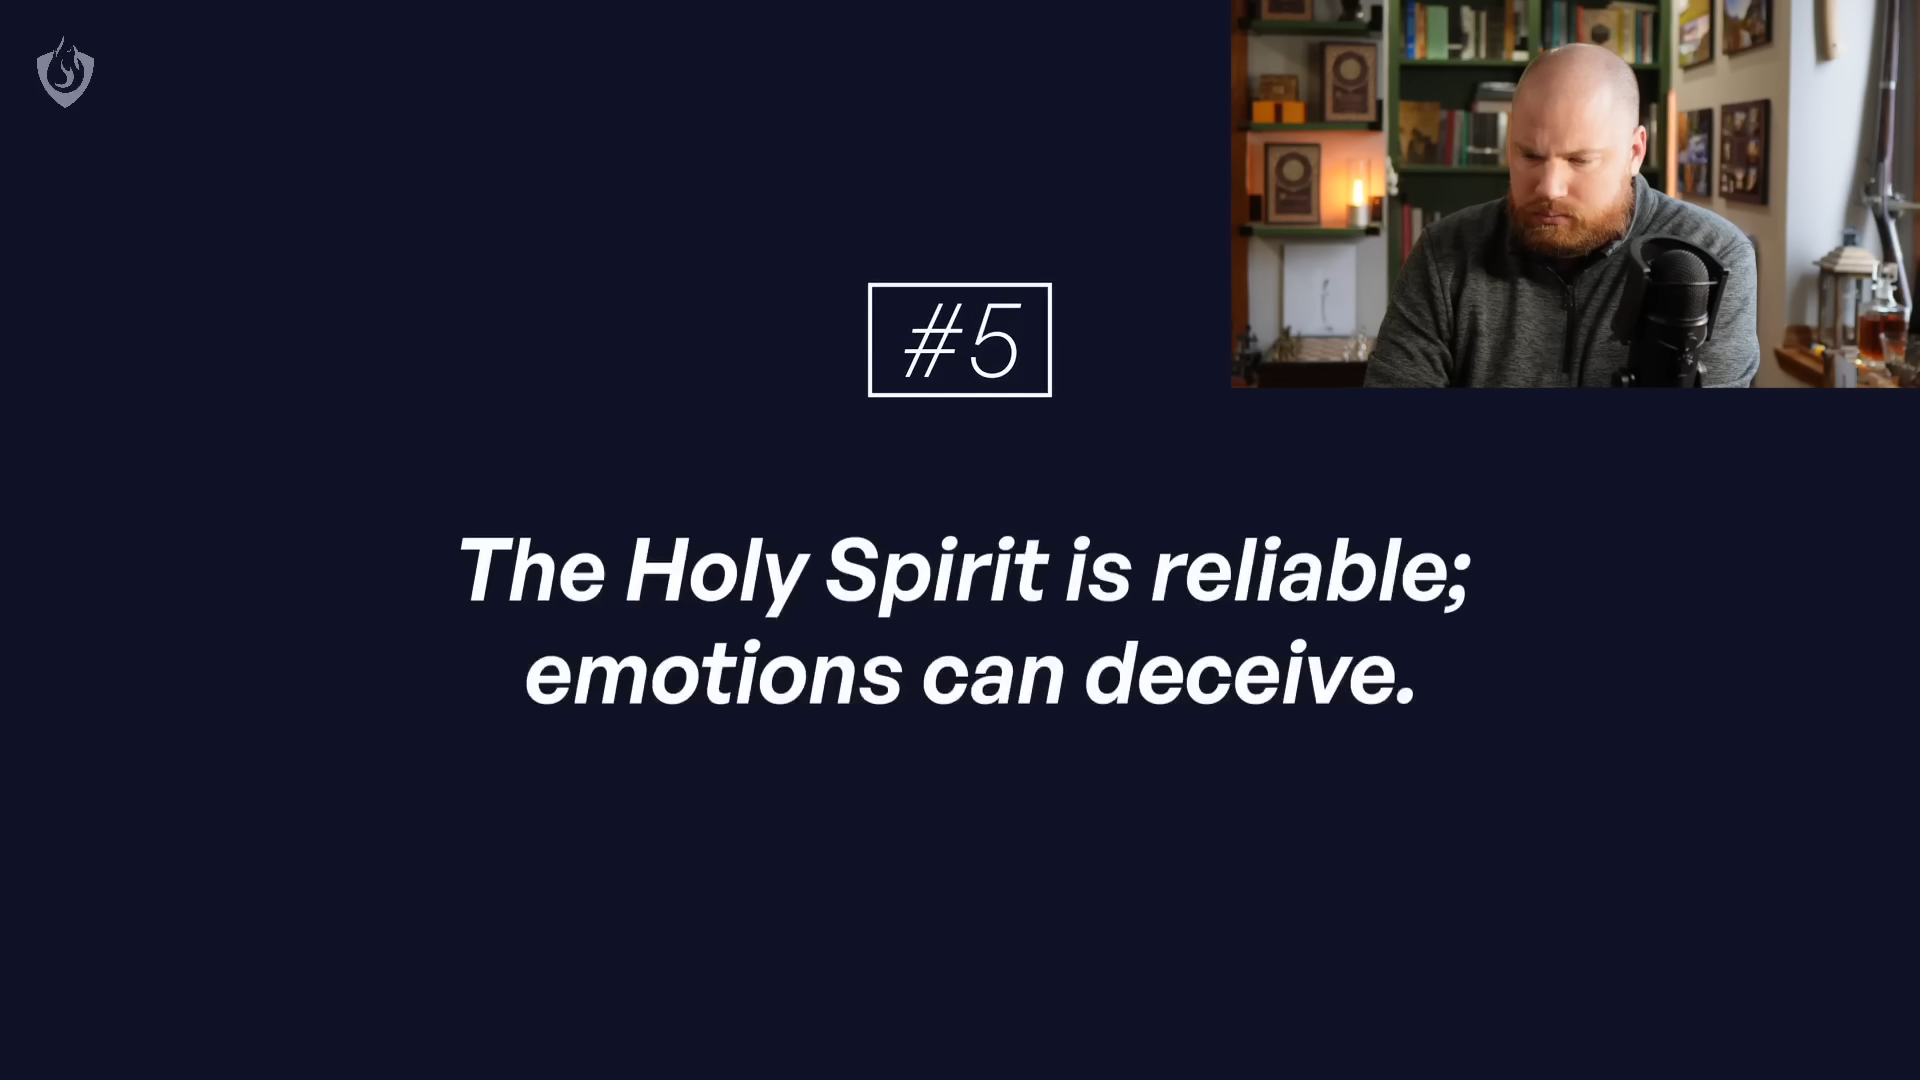 #5
The Holy Spirit is reliable;
emotions can deceive.